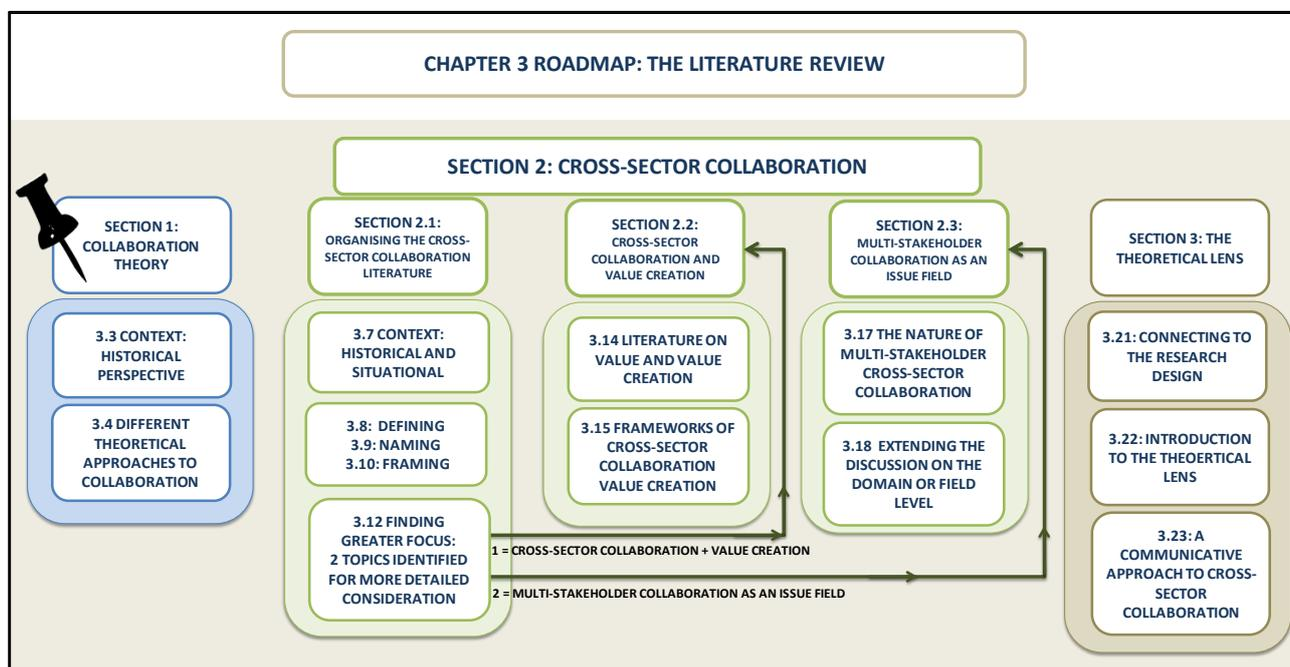 CHAPTER 3 ROADMAP: THE LITERATURE REVIEW
SECTION 2: CROSS-SECTOR COLLABORATION
SECTION 1:
COLLABORATION
THEORY
3.3 CONTEXT:
HISTORICAL
PERSPECTIVE
3.4 DIFFERENT
THEORETICAL
APPROACHES TO
COLLABORATION
SECTION 2.1:
ORGANISING THE CROSS-
SECTOR COLLABORATION
LITERATURE
3.7 CONTEXT:
HISTORICAL AND
SITUATIONAL
3.8: DEFINING
3.9: NAMING
3.10: FRAMING
3.12 FINDING
GREATER FOCUS:
2 TOPICS IDENTIFIED
FOR MORE DETAILED
CONSIDERATION
1 = CROSS-SECTOR COLLABORATION + VALUE CREATION
2 = MULTI-STAKEHOLDER COLLABORATION AS AN ISSUE FIELD
SECTION 2.2:
CROSS-SECTOR
COLLABORATION AND
VALUE CREATION
3.14 LITERATURE ON
VALUE AND VALUE
CREATION
3.15 FRAMEWORKS OF
CROSS-SECTOR
COLLABORATION
VALUE CREATION
SECTION 2.3:
MULTI-STAKEHOLDER
COLLABORATION AS AN
ISSUE FIELD
3.17 THE NATURE OF
MULTI-STAKEHOLDER
CROSS-SECTOR
COLLABORATION
3.18 EXTENDING THE
DISCUSSION ON THE
DOMAIN OR FIELD
LEVEL
SECTION 3: THE
THEORETICAL LENS
3.21: CONNECTING TO
THE RESEARCH
DESIGN
3.22: INTRODUCTION
TO THE THEOERTICAL
LENS
3.23: A
COMMUNICATIVE
APPROACH TO CROSS-
SECTOR
COLLABORATION